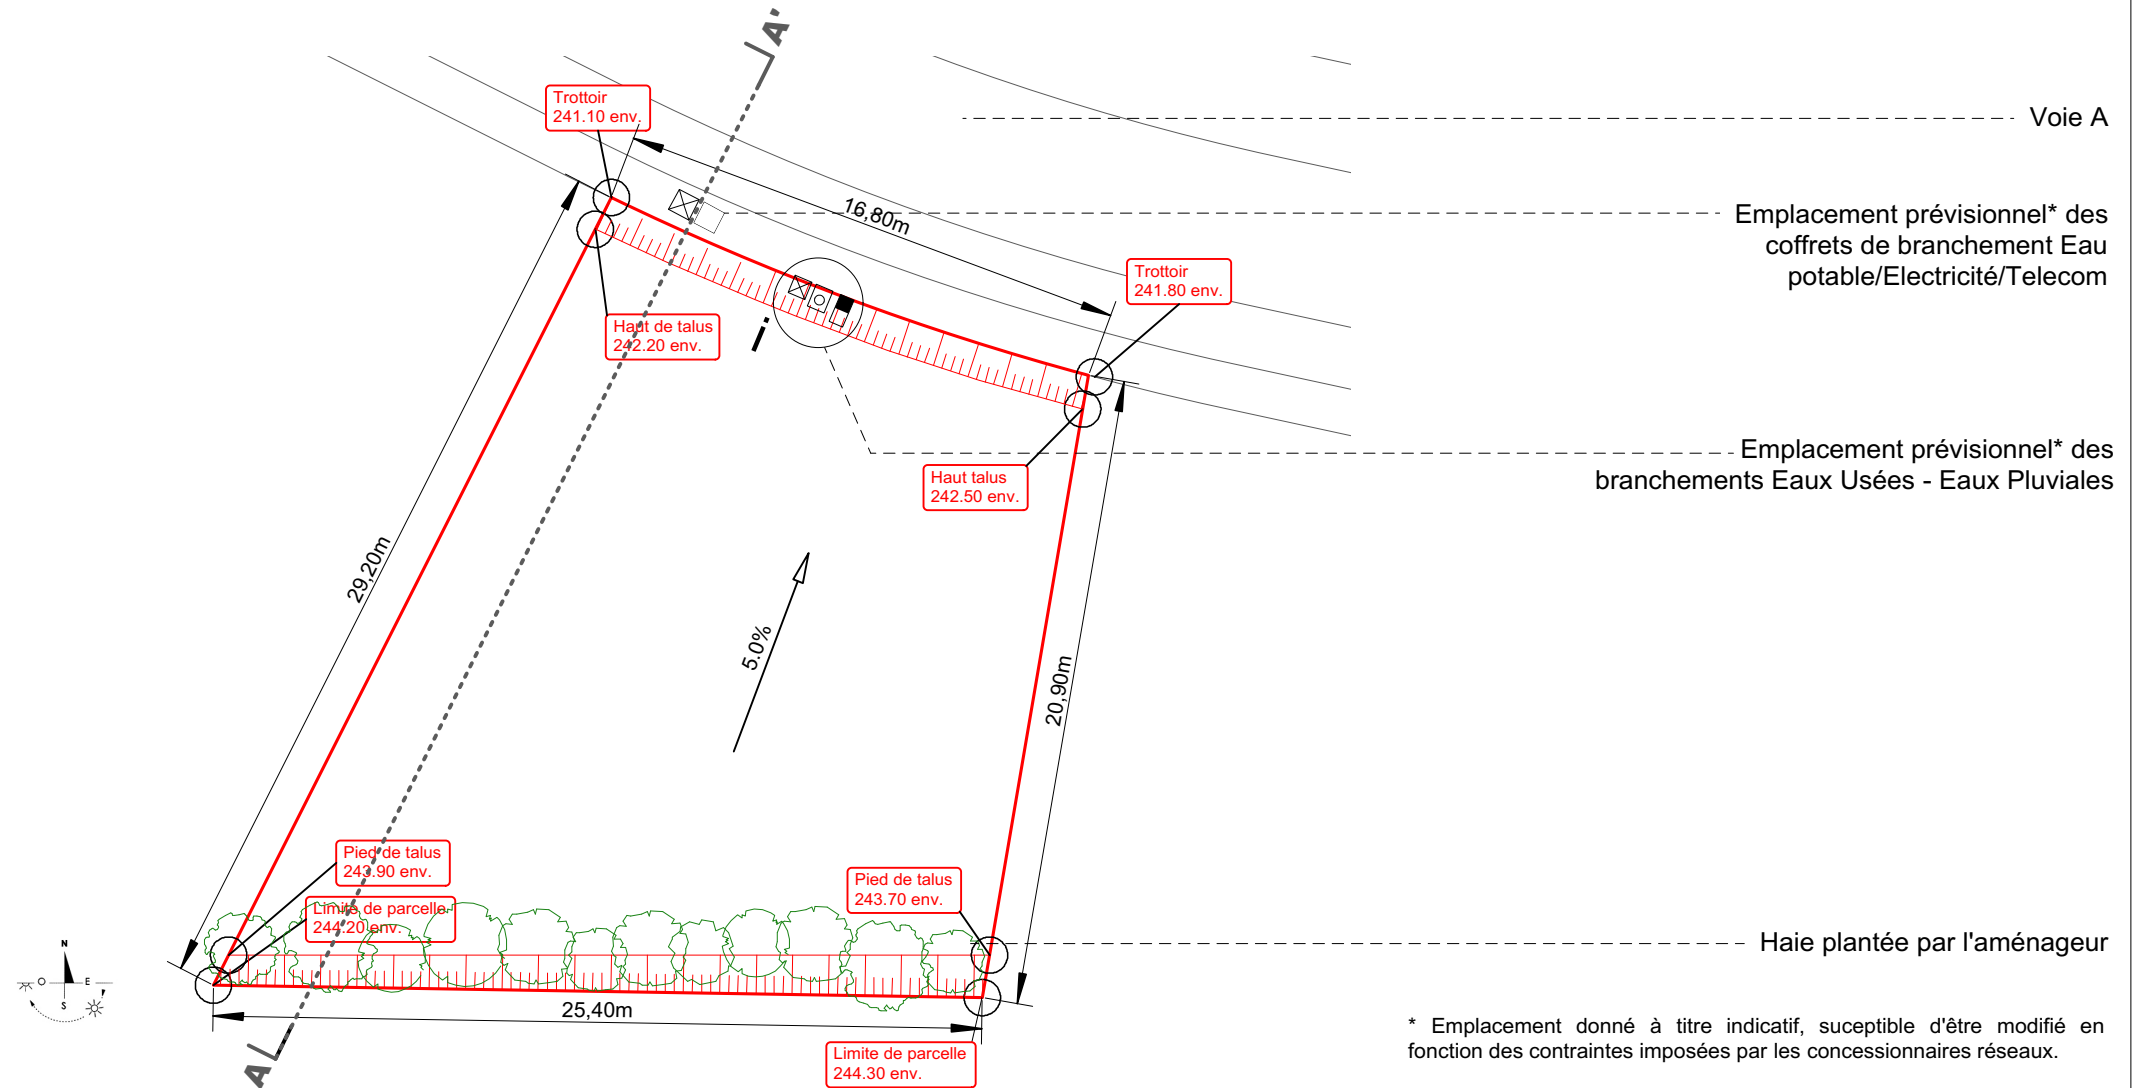 A'
Trottoir
241.10 env.
Voie A
16,80m
Emplacement prévisionnel* des
coffrets de branchement Eau
potable/Electricité/Telecom
Trottoir
241.80 env.
Haut de talus
242.20 env.
Emplacement prévisionnel* des
branchements Eaux Usées - Eaux Pluviales
Haut talus
242.50 env.
29,20m
5.0%
20,90m
Pied de talus
243.90 env.
Pied de talus
243.70 env.
Limite de parcelle
244.20 env.
Haie plantée par l'aménageur
N
O
E
S
25,40m
A
Limite de parcelle
244.30 env.
* Emplacement donné à titre indicatif, suceptible d'être modifié en
fonction des contraintes imposées par les concessionnaires réseaux.